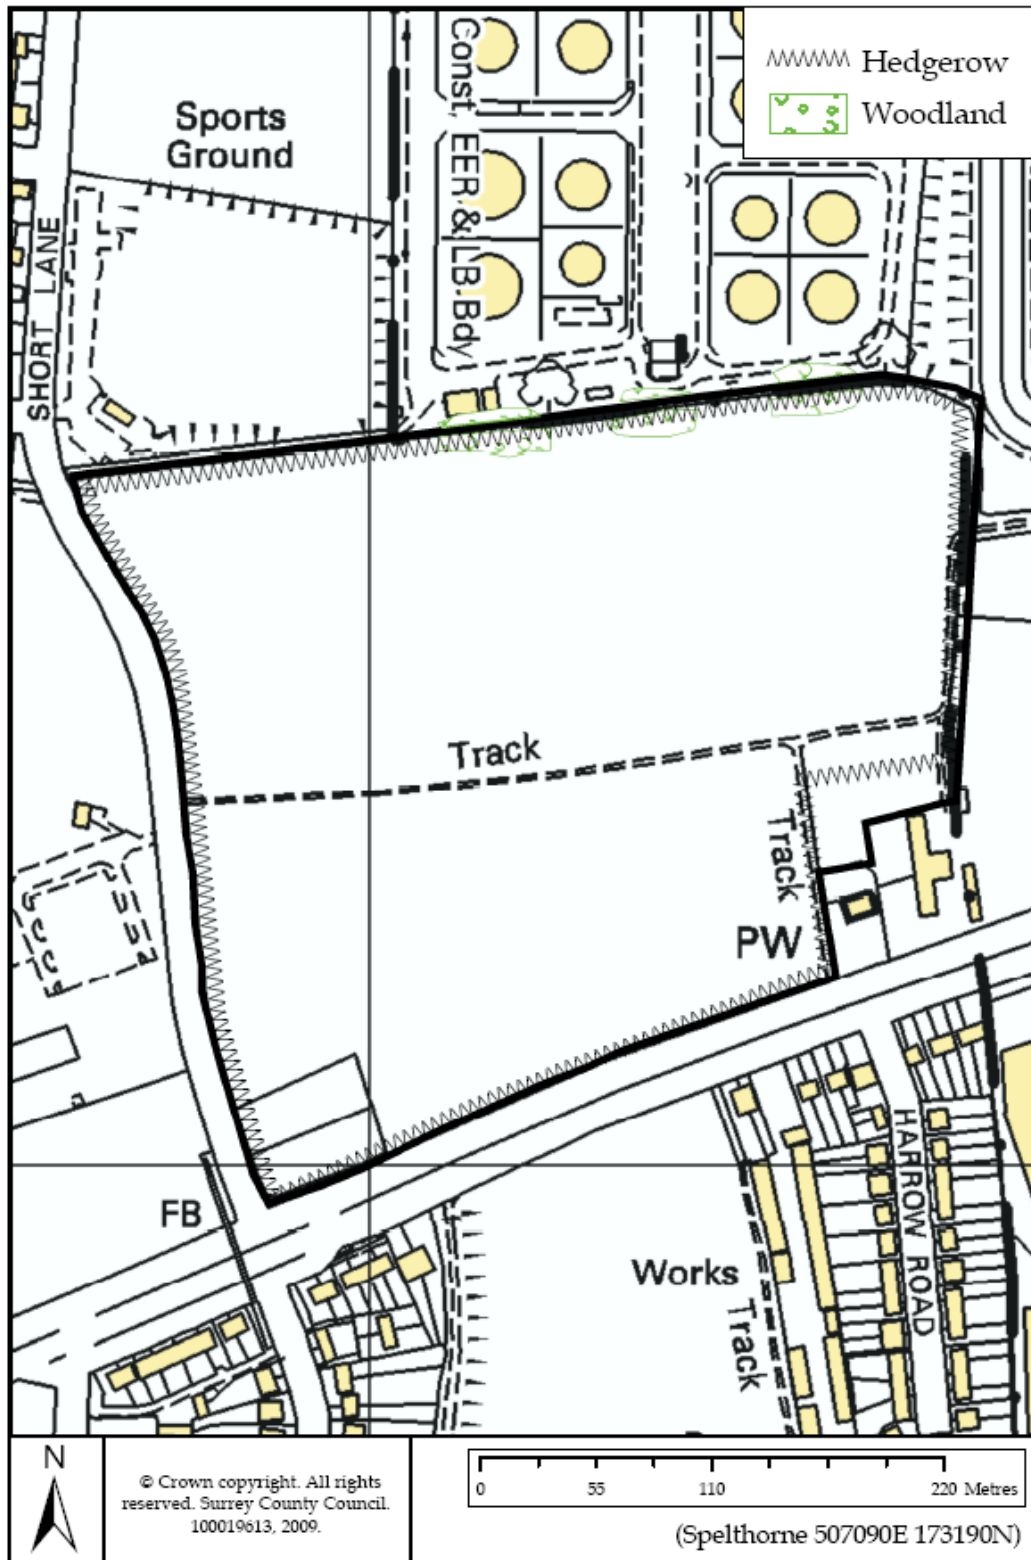 Hedgerow
Woodland
Sports
Ground
Const, EER & LB Bdy
SHORT LANE
Track
Track
PW
FB
HARROW ROAD
Works
Track
N
© Crown copyright. All rights
reserved. Surrey County Council.
100019613, 2009.
0 55 110 220 Metres
(Spelthorne 507090E 173190N)